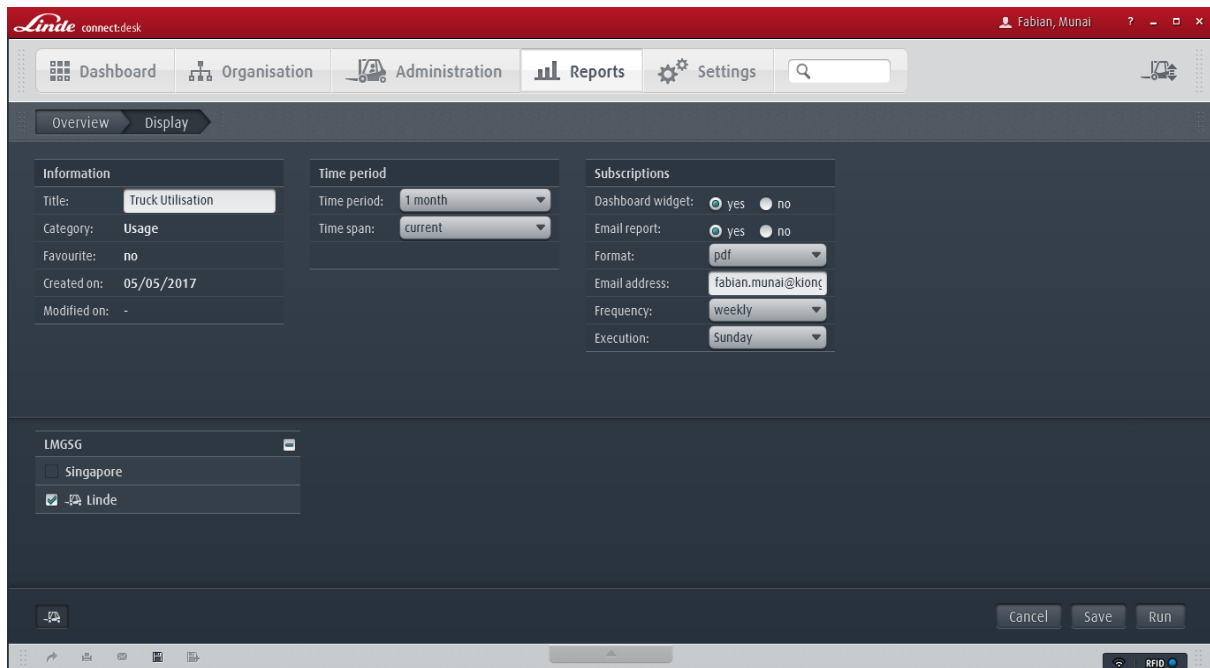 Linde connect:desk
Fabian, Munai ?
Dashboard Organisation Administration Reports Settings
Overview Display
Information
Title: Truck Utilisation
Category: Usage
Favourite: no
Created on: 05/05/2017
Modified on: -
Time period
Time period: 1 month
Time span: current
Subscriptions
Dashboard widget: yes no
Email report: yes no
Format: pdf
Email address: fabian.munai@kiong
Frequency: weekly
Execution: Sunday
LMGSG
Singapore
Linde
Cancel Save Run
RFID